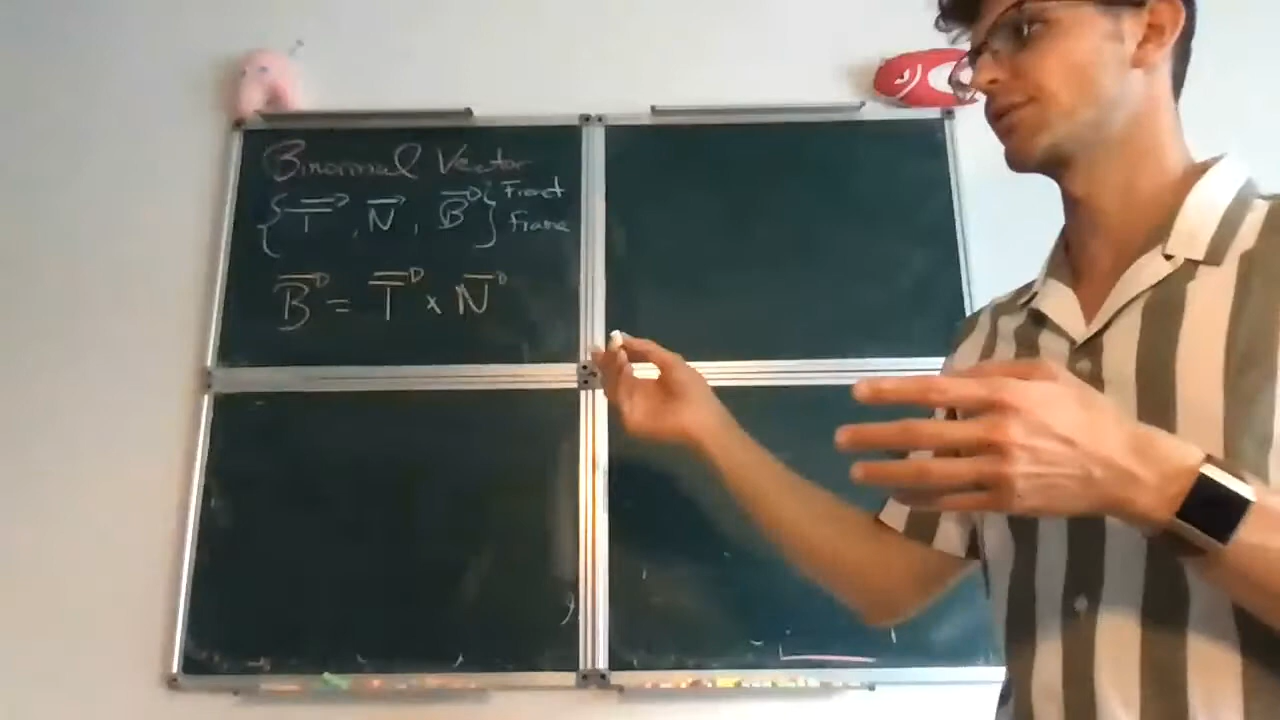 Binormal Vector
{T⃗, N⃗, B⃗} Frenet
Frame
B⃗ = T⃗ × N⃗